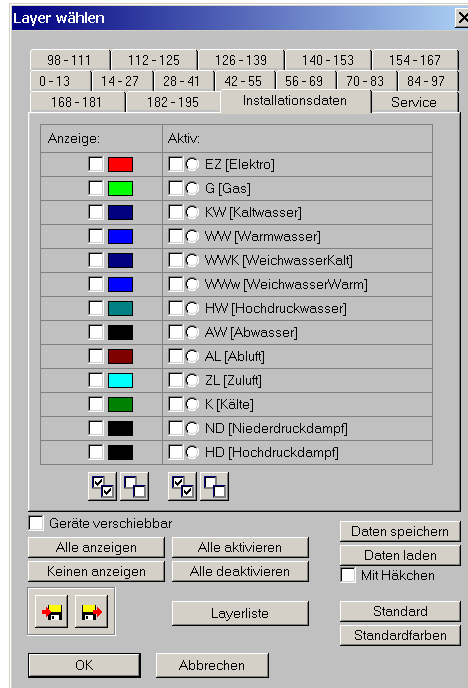 Layer wählen
98 - 111 112 - 125 126 - 139 140 - 153 154 - 167
0 - 13 14 - 27 28 - 41 42 - 55 56 - 69 70 - 83 84 - 97
168 - 181 182 - 195 Installationsdaten Service
Anzeige: Aktiv:
EZ [Elektro]
G [Gas]
KW [Kaltwasser]
WW [Warmwasser]
WWK [WeichwasserKalt]
WWw [WeichwasserWarm]
HW [Hochdruckwasser]
AW [Abwasser]
AL [Abluft]
ZL [Zuluft]
K [Kälte]
ND [Niederdruckdampf]
HD [Hochdruckdampf]
Geräte verschiebbar
Alle anzeigen Alle aktivieren
Keinen anzeigen Alle deaktivieren
Daten speichern
Daten laden
Mit Häkchen
Layerliste
Standard
Standardfarben
OK Abbrechen